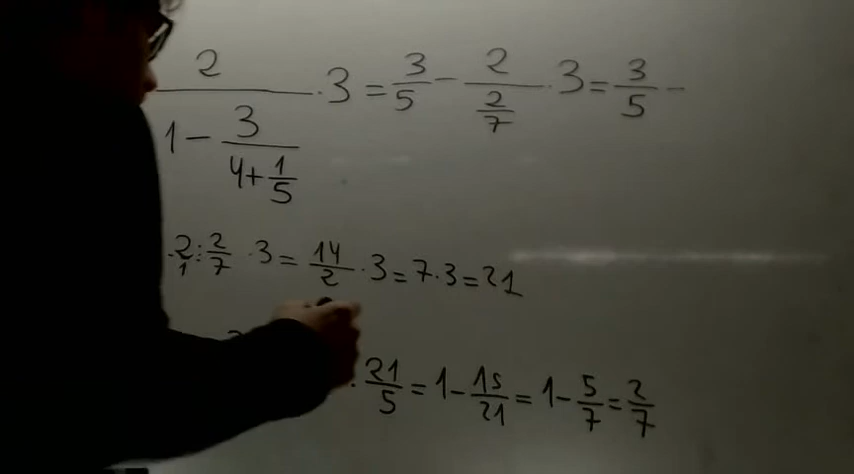 2/(1 - 3/(4 + 1/5)) · 3 = 3/5 - 2/(2/7) · 3 = 3/5 -
2/1 : 2/7 · 3 = 14/2 · 3 = 7 · 3 = 21
21/5 = 1 - 15/21 = 1 - 5/7 = 2/7